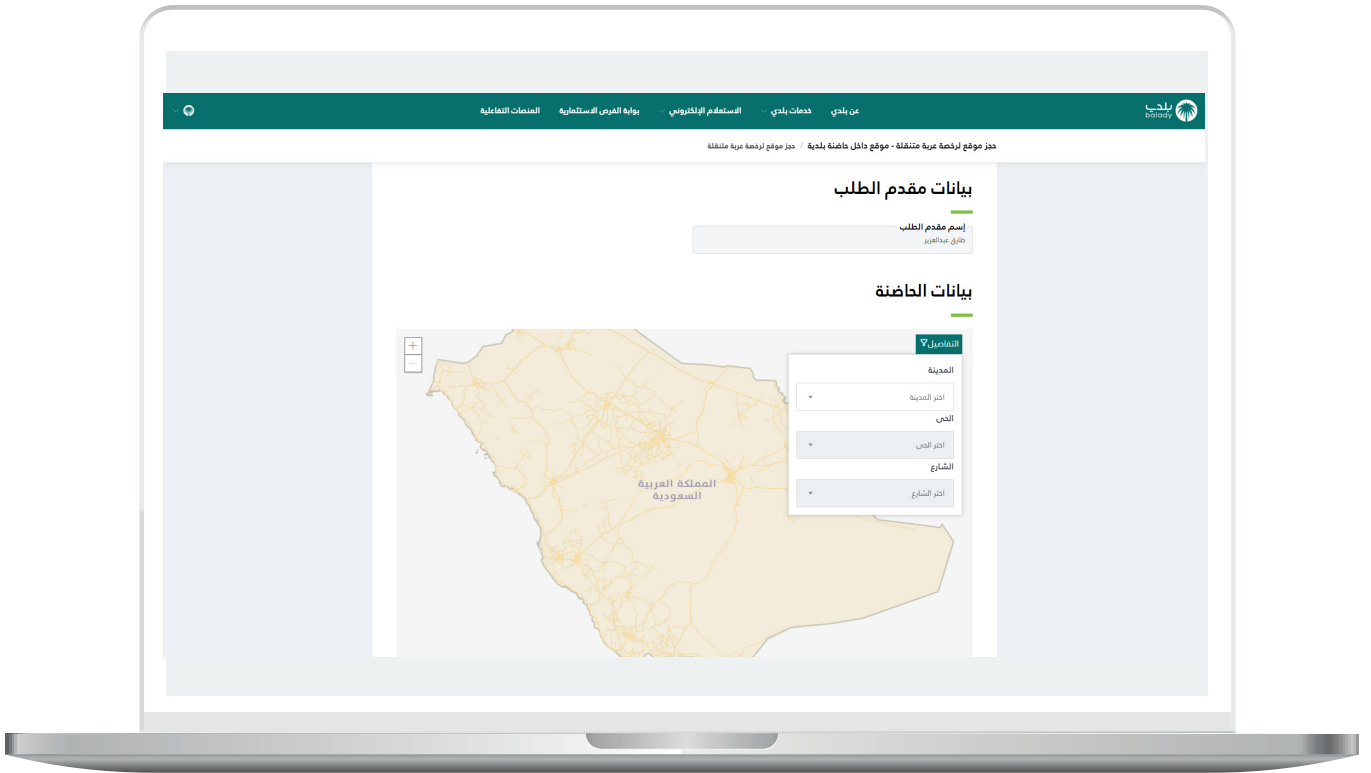 بلدي
balady
عن بلدي
خدمات بلدي
الاستعلام الإلكتروني
بوابة الفرص الاستثمارية
المنصات التفاعلية
حجز موقع لرخصة عربة متنقلة - موقع داخل حاضنة بلدية / حجز موقع لرخصة عربة متنقلة
بيانات مقدم الطلب
إسم مقدم الطلب
طارق عبدالعزيز
بيانات الحاضنة
+
−
التفاصيل
المدينة
اختر المدينة
الحى
اختر الحى
الشارع
اختر الشارع
المملكة العربية
السعودية